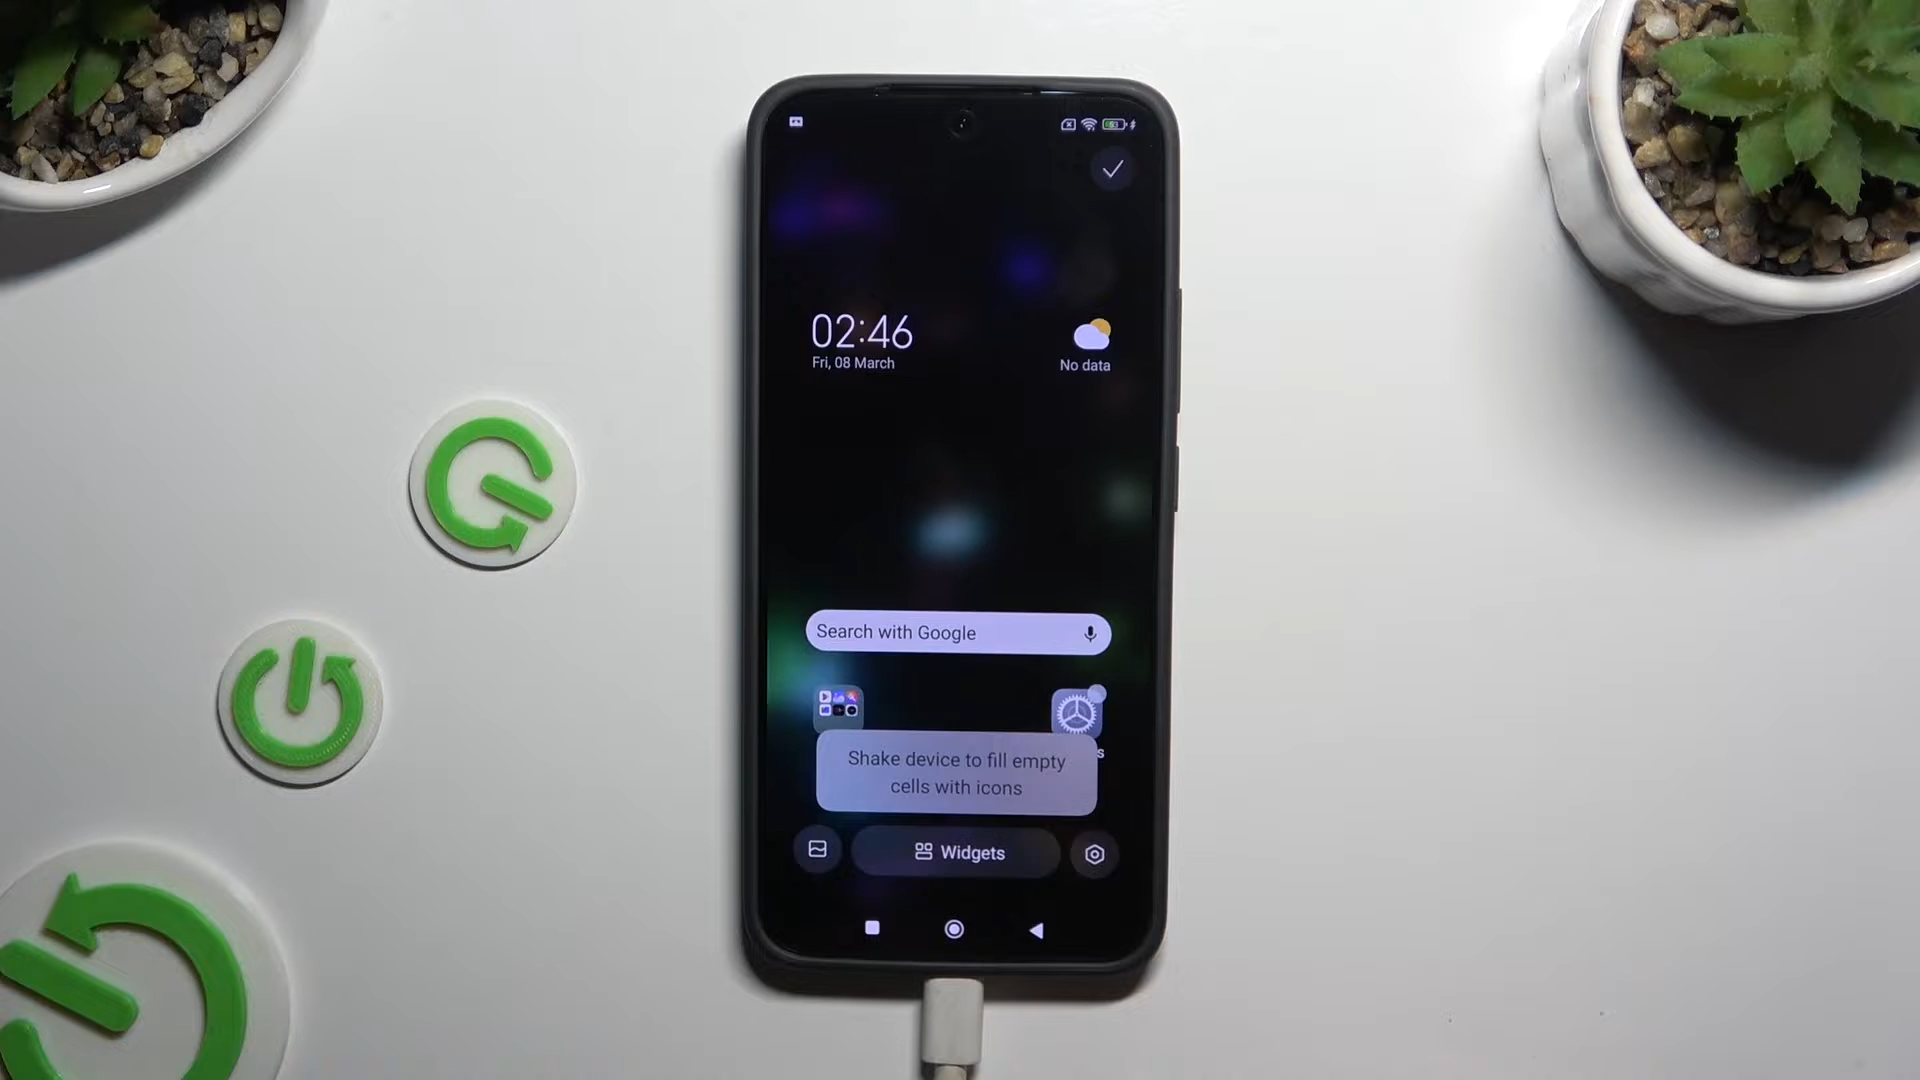 02:46
Fri, 08 March
No data
Search with Google
s
Shake device to fill empty
cells with icons
Widgets